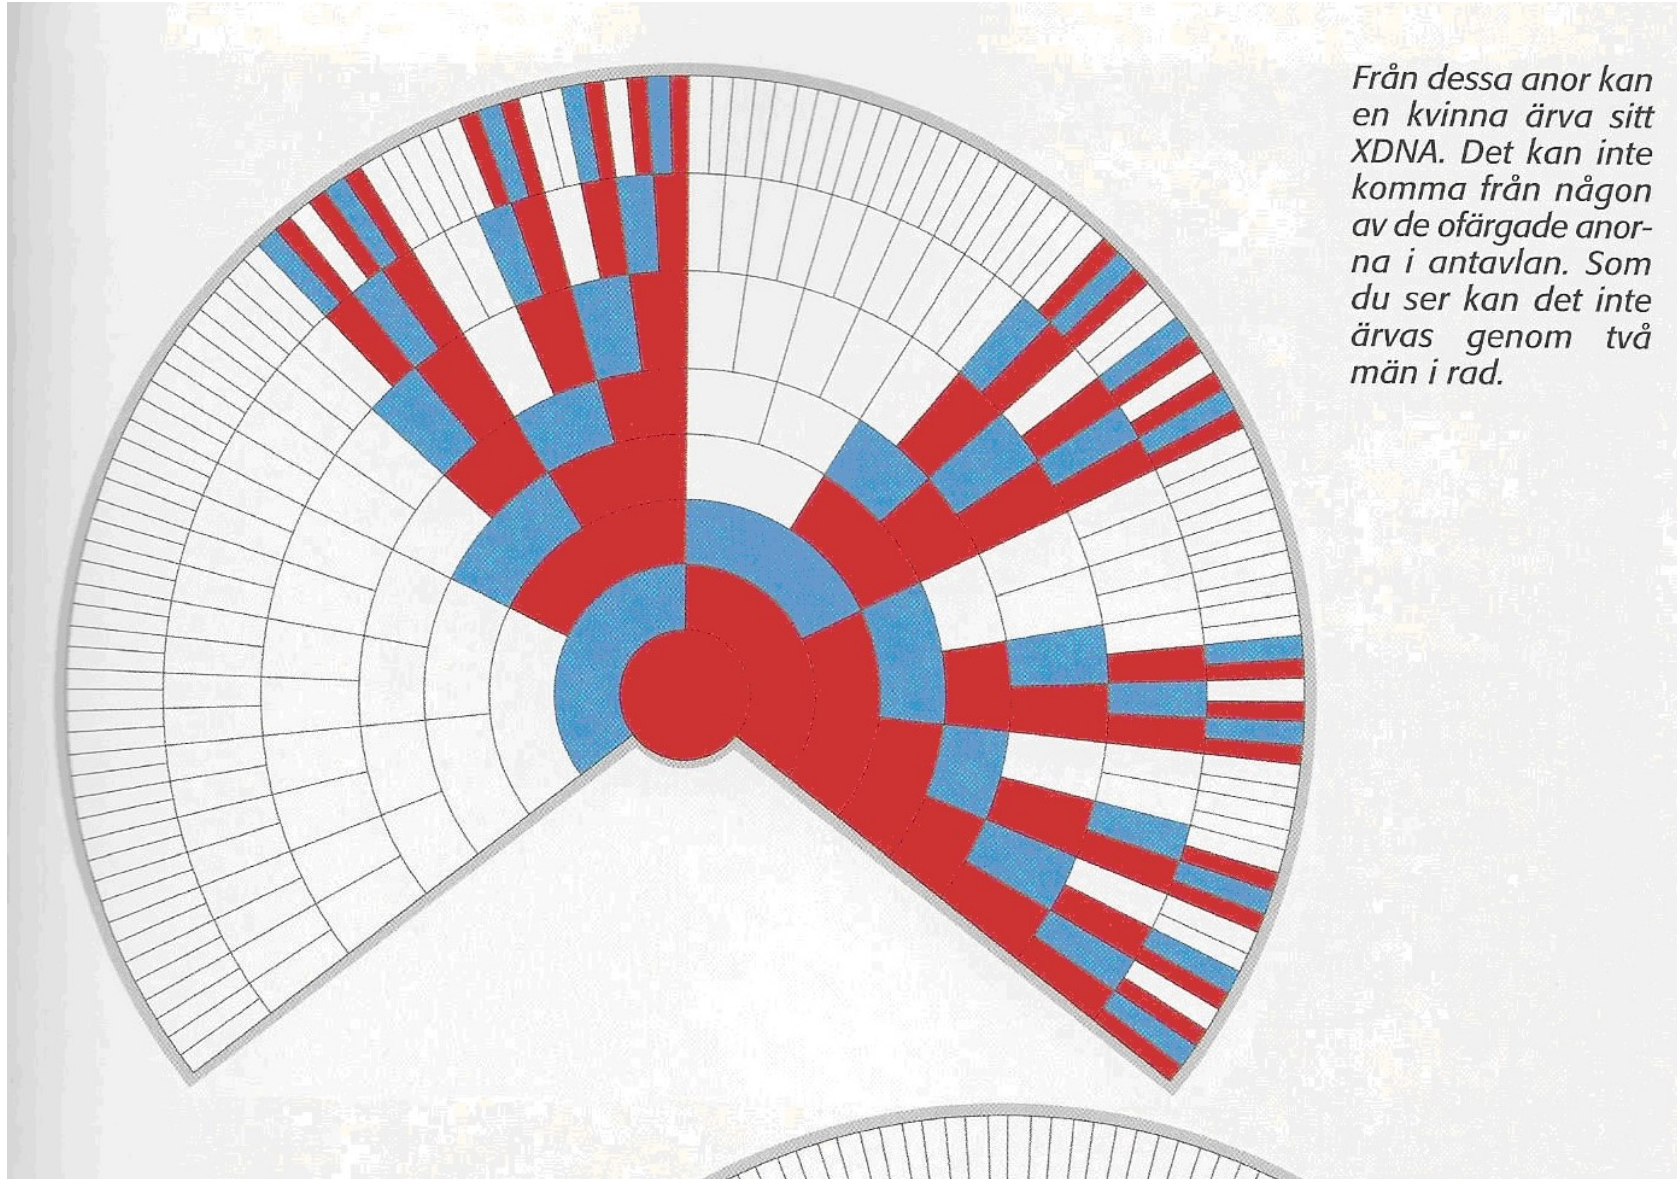 Från dessa anor kan
en kvinna ärva sitt
XDNA. Det kan inte
komma från någon
av de ofärgade anor-
na i antavlan. Som
du ser kan det inte
ärvas genom två
män i rad.